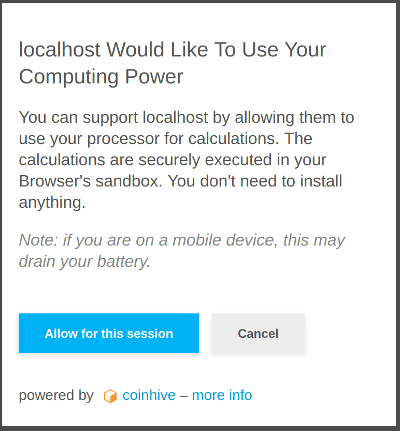 localhost Would Like To Use Your
Computing Power
You can support localhost by allowing them to
use your processor for calculations. The
calculations are securely executed in your
Browser's sandbox. You don't need to install
anything.
Note: if you are on a mobile device, this may
drain your battery.
Allow for this session Cancel
powered by coinhive – more info